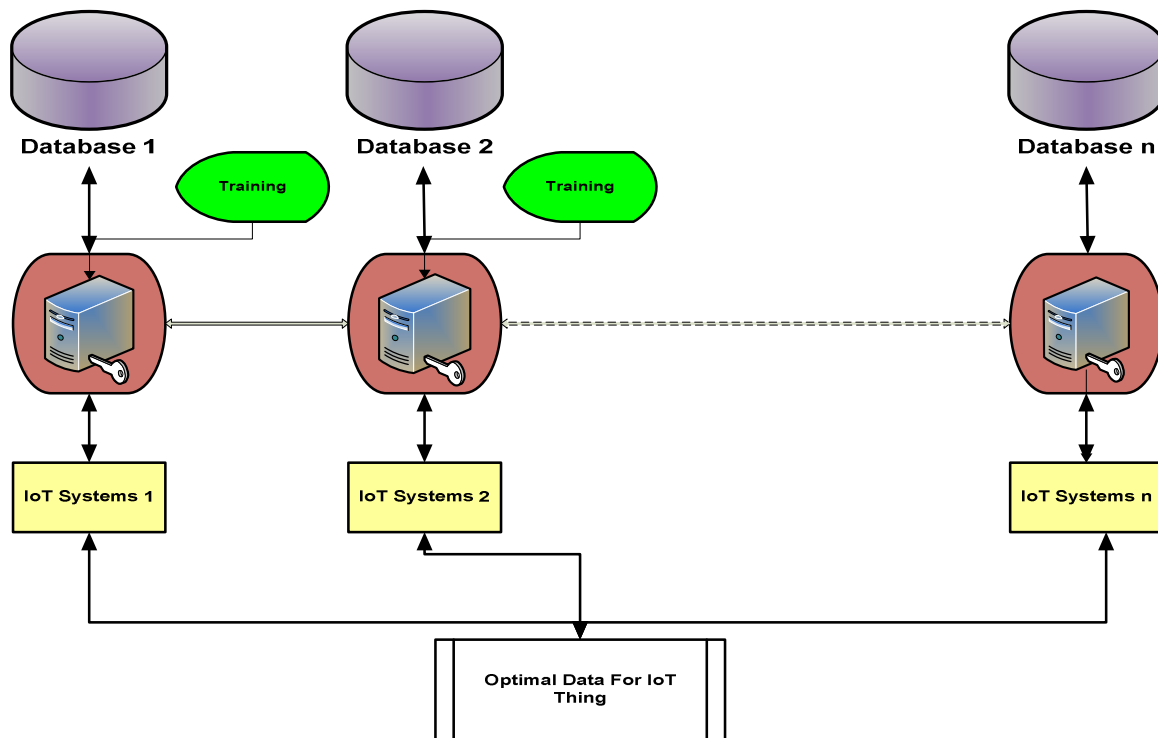 Database 1
Database 2
Database n
Training
Training
IoT Systems 1
IoT Systems 2
IoT Systems n
Optimal Data For IoT
Thing